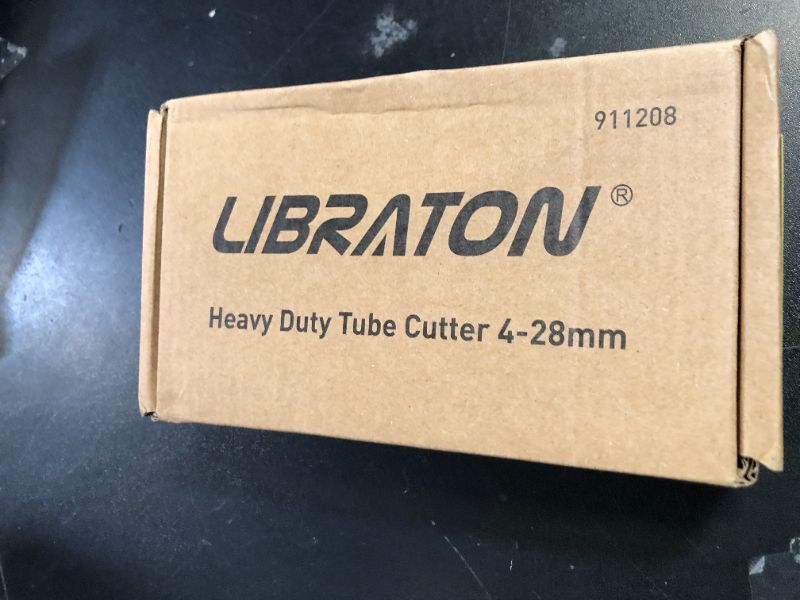 911208
LIBRATON®
Heavy Duty Tube Cutter 4-28mm